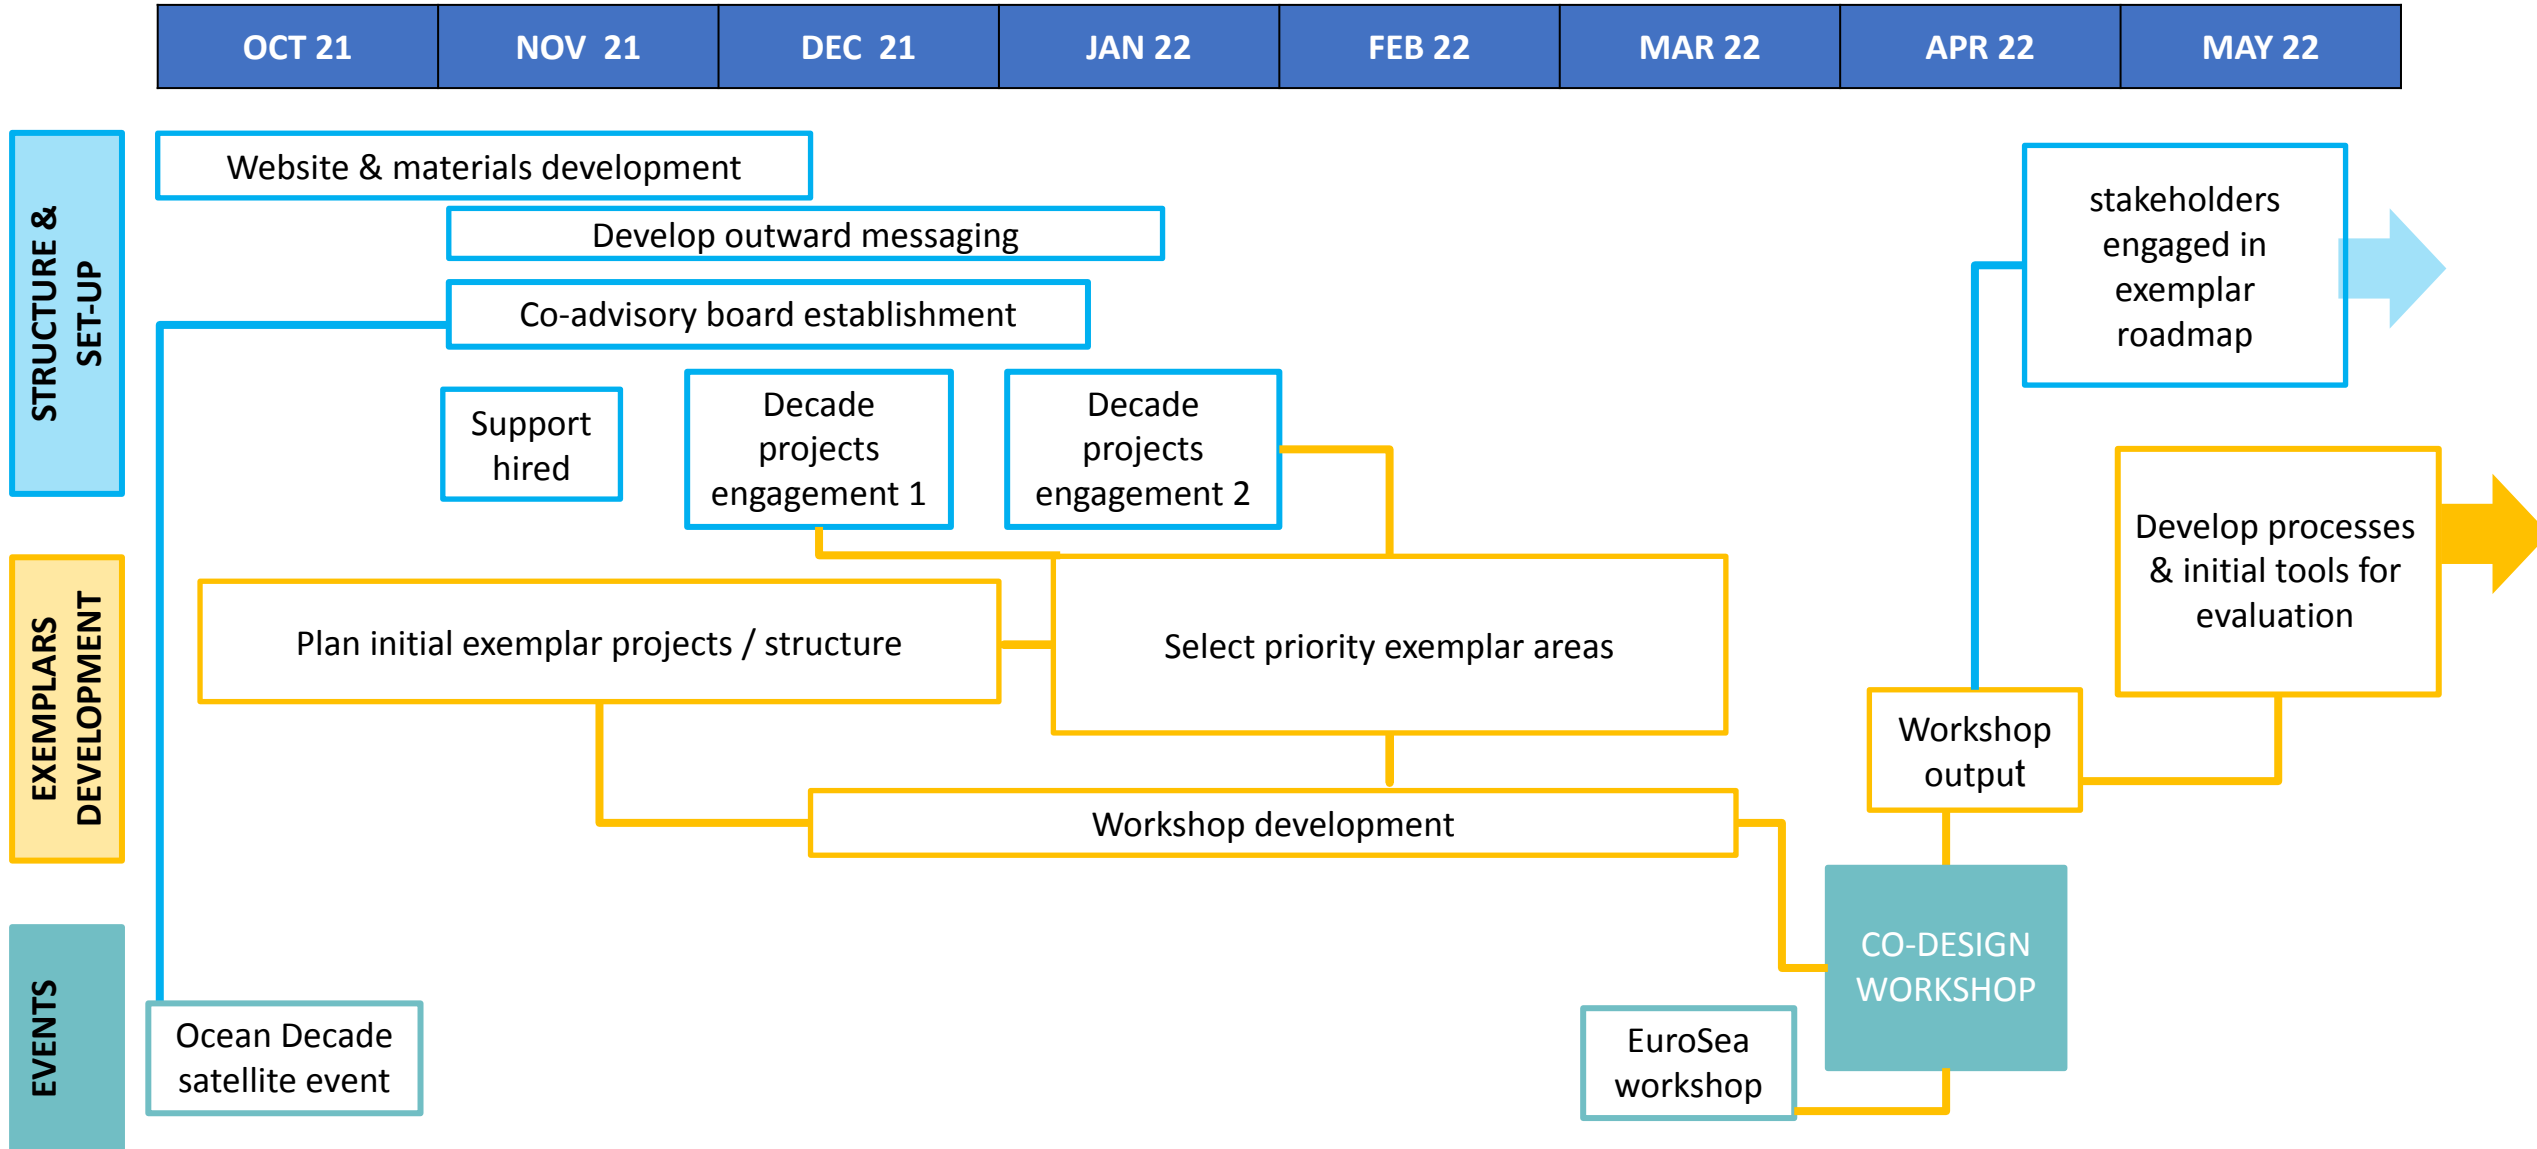 OCT 21
NOV 21
DEC 21
JAN 22
FEB 22
MAR 22
APR 22
MAY 22
STRUCTURE &
SET-UP
Website & materials development
Develop outward messaging
Co-advisory board establishment
Support
hired
Decade
projects
engagement 1
Decade
projects
engagement 2
stakeholders
engaged in
exemplar
roadmap
EXEMPLARS
DEVELOPMENT
Plan initial exemplar projects / structure
Select priority exemplar areas
Workshop development
Workshop
output
Develop processes
& initial tools for
evaluation
EVENTS
Ocean Decade
satellite event
EuroSea
workshop
CO-DESIGN
WORKSHOP